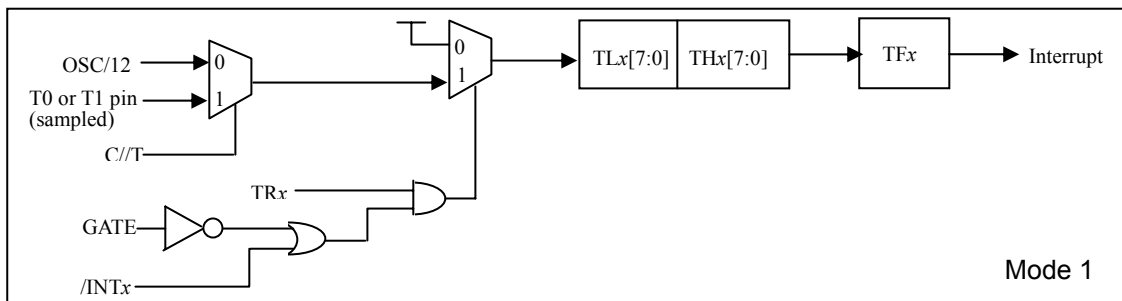 OSC/12
T0 or T1 pin
(sampled)
C//T
0
1
0
1
TLx[7:0]
THx[7:0]
TFx
Interrupt
TRx
GATE
/INTx
Mode 1